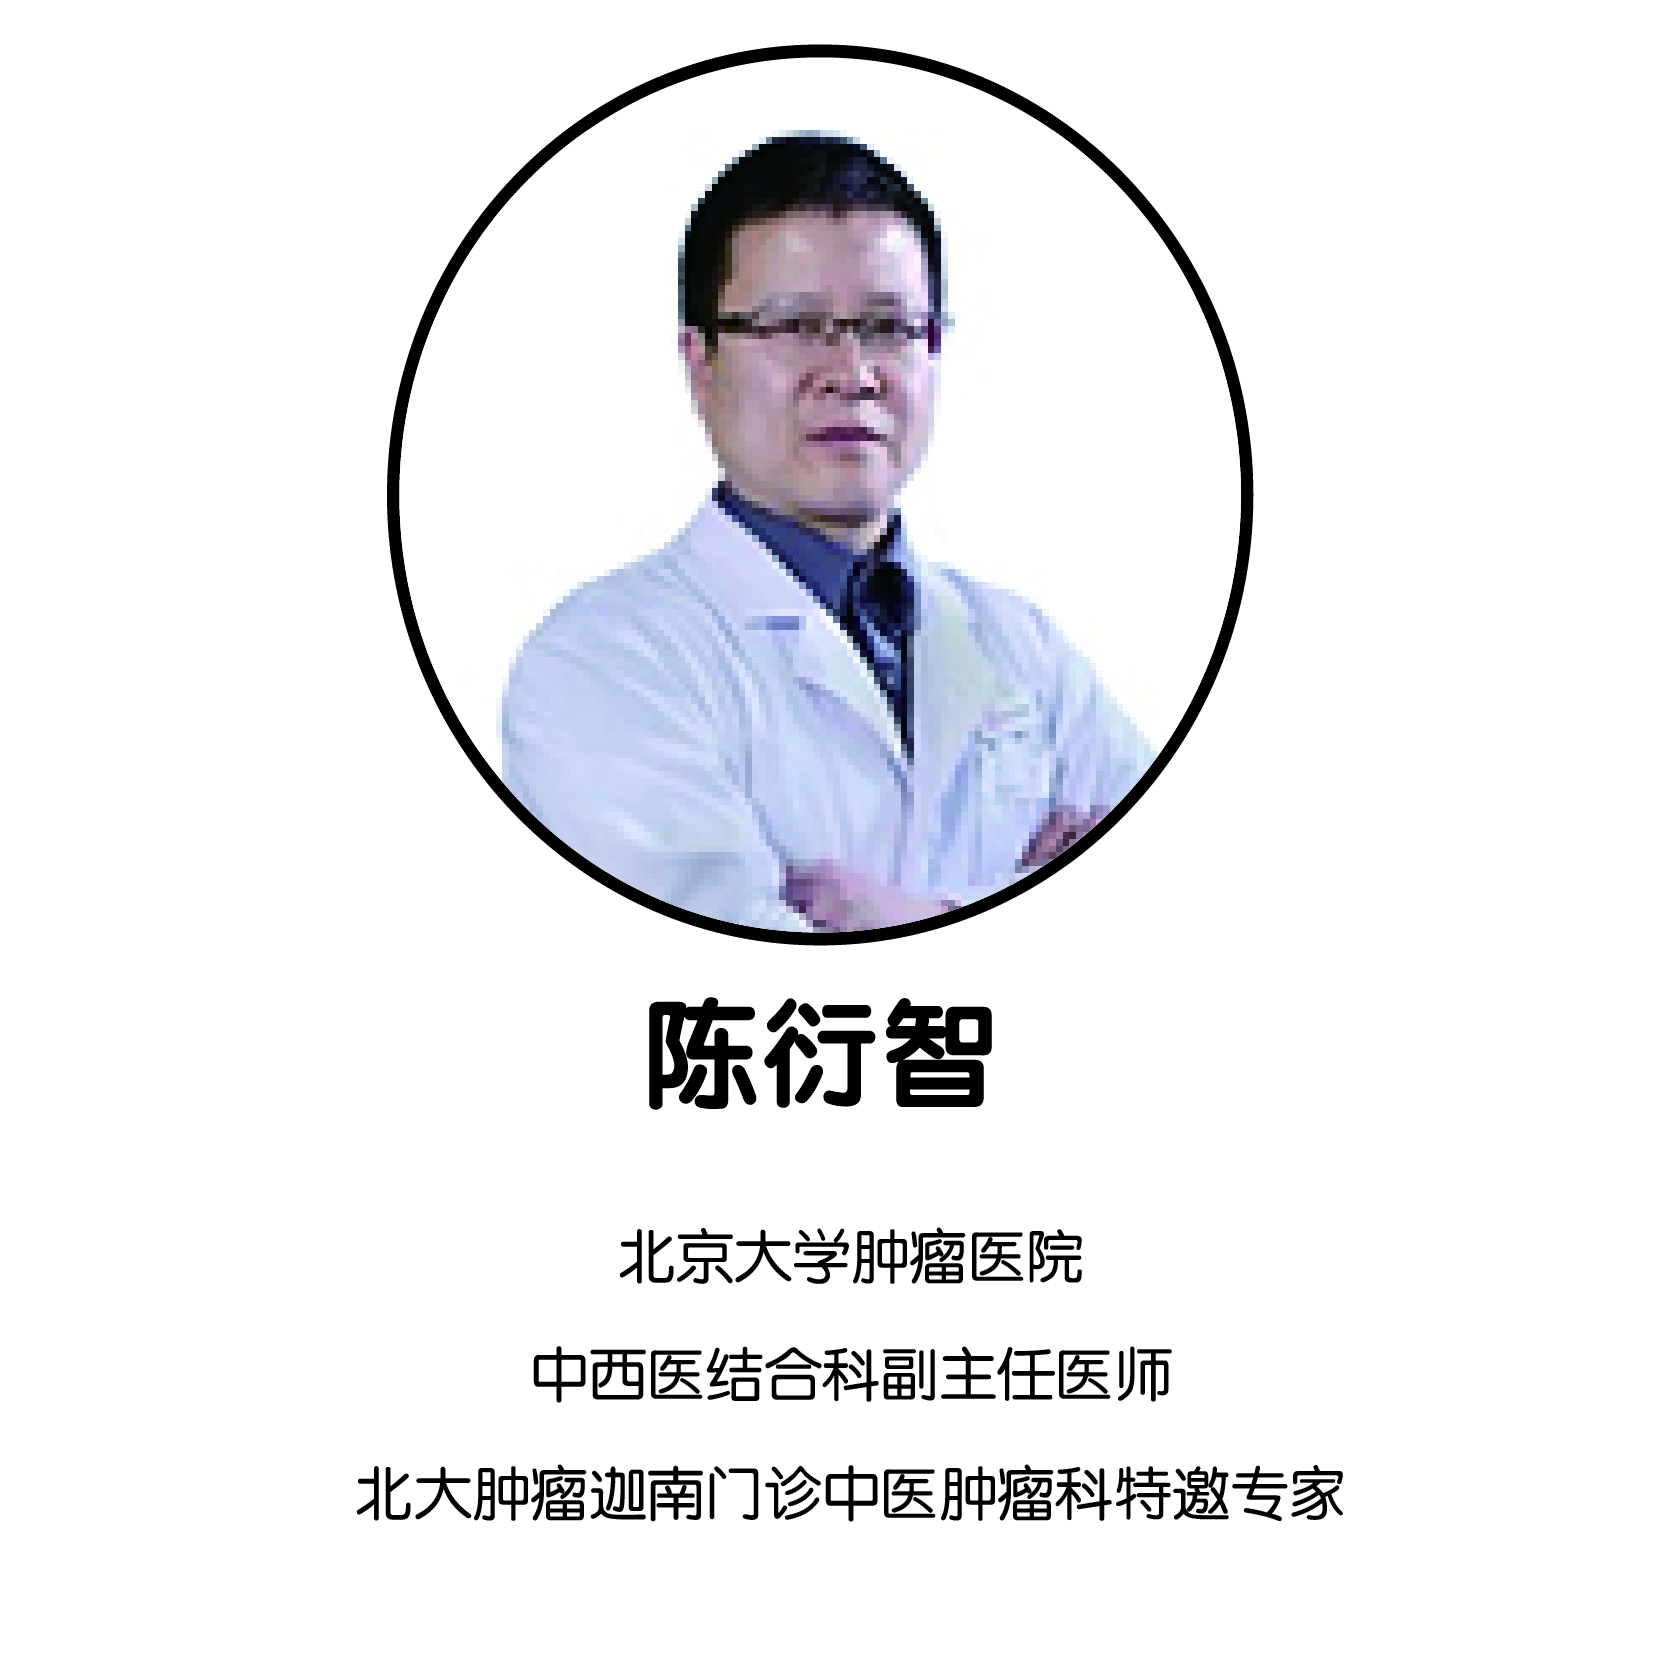 陈衍智
北京大学肿瘤医院
中西医结合科副主任医师
北大肿瘤迦南门诊中医肿瘤科特邀专家